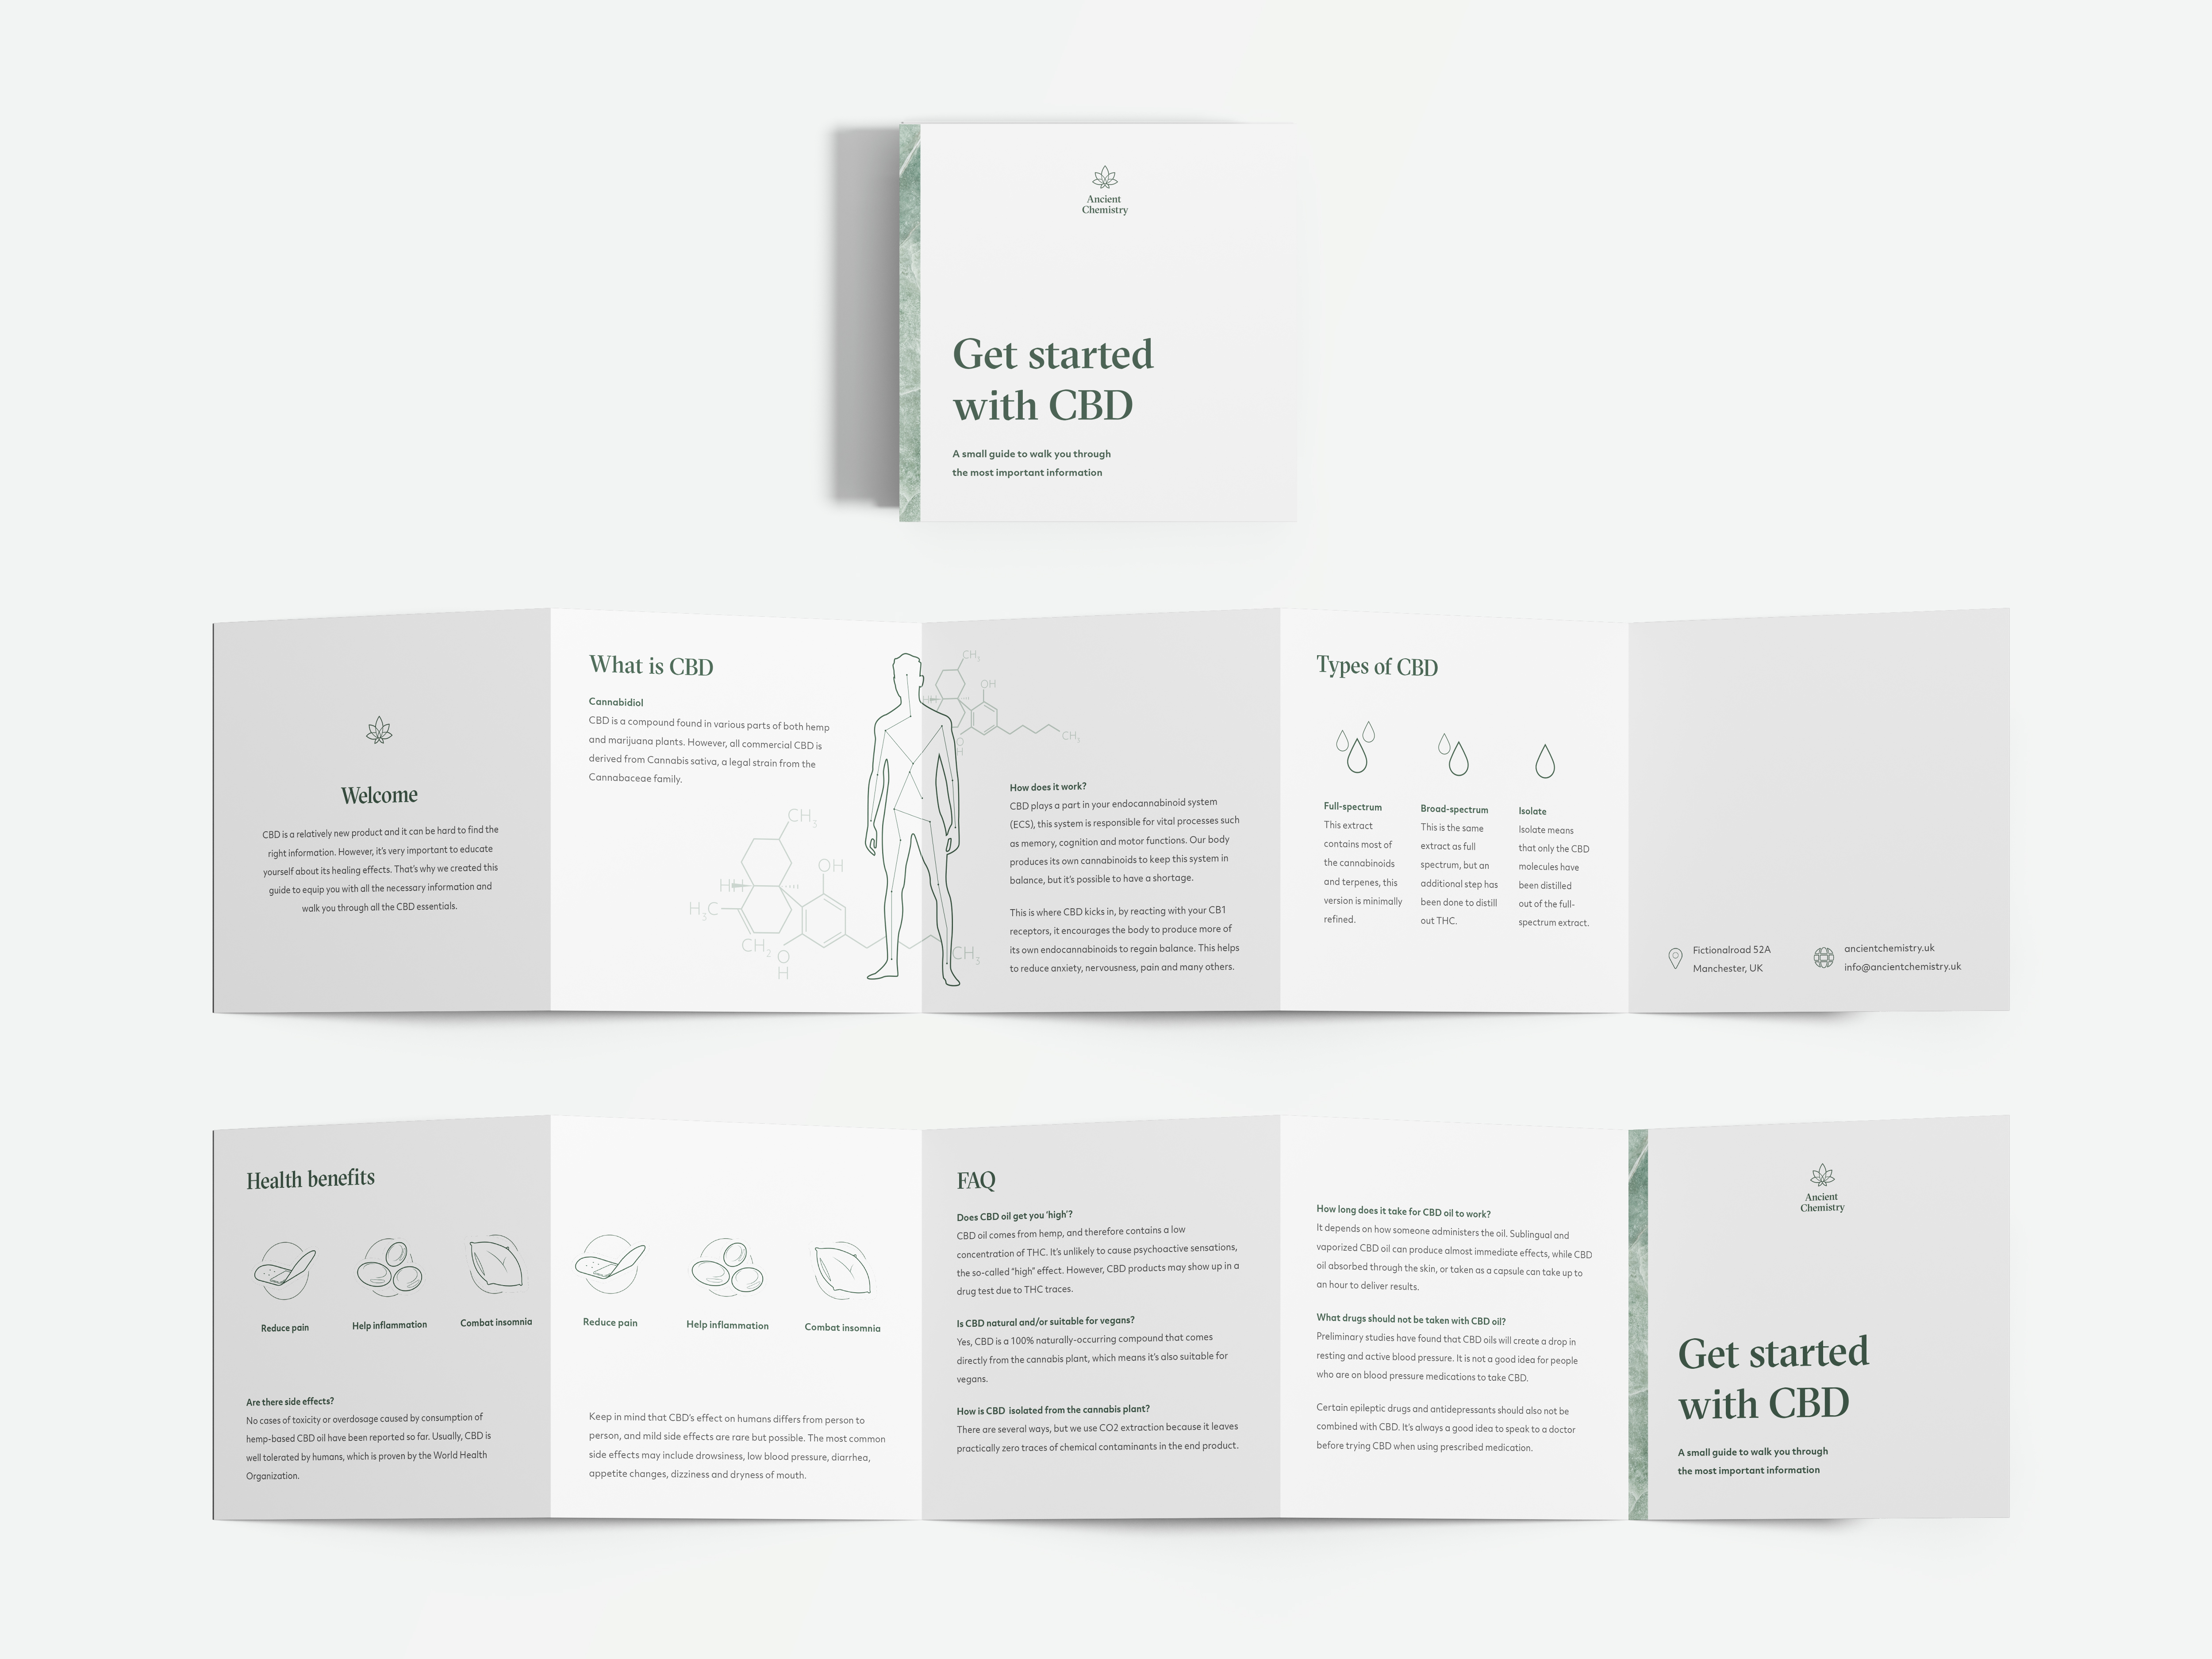 Ancient
Chemistry
Get started
with CBD
A small guide to walk you through
the most important information
Welcome
CBD is a relatively new product and it can be hard to find the
right information. However, it's very important to educate
yourself about its healing effects. That's why we created this
guide to equip you with all the necessary information and
walk you through all the CBD essentials.
What is CBD
Cannabidiol
CBD is a compound found in various parts of both hemp
and marijuana plants. However, all commercial CBD is
derived from Cannabis sativa, a legal strain from the
Cannabaceae family.
CH3
OH
HH
H3C
CH2
O
H
CH3
CH3
OH
HH
O
H
CH3
How does it work?
CBD plays a part in your endocannabinoid system
(ECS), this system is responsible for vital processes such
as memory, cognition and motor functions. Our body
produces its own cannabinoids to keep this system in
balance, but it's possible to have a shortage.
This is where CBD kicks in, by reacting with your CB1
receptors, it encourages the body to produce more of
its own endocannabinoids to regain balance. This helps
to reduce anxiety, nervousness, pain and many others.
Types of CBD
Full-spectrum
This extract
contains most of
the cannabinoids
and terpenes, this
version is minimally
refined.
Broad-spectrum
This is the same
extract as full
spectrum, but an
additional step has
been done to distill
out THC.
Isolate
Isolate means
that only the CBD
molecules have
been distilled
out of the full-
spectrum extract.
Fictionalroad 52A
Manchester, UK
ancientchemistry.uk
info@ancientchemistry.uk
Health benefits
Reduce pain
Help inflammation
Combat insomnia
Reduce pain
Help inflammation
Combat insomnia
Are there side effects?
No cases of toxicity or overdosage caused by consumption of
hemp-based CBD oil have been reported so far. Usually, CBD is
well tolerated by humans, which is proven by the World Health
Organization.
Keep in mind that CBD's effect on humans differs from person to
person, and mild side effects are rare but possible. The most common
side effects may include drowsiness, low blood pressure, diarrhea,
appetite changes, dizziness and dryness of mouth.
FAQ
Does CBD oil get you 'high'?
CBD oil comes from hemp, and therefore contains a low
concentration of THC. It's unlikely to cause psychoactive sensations,
the so-called "high" effect. However, CBD products may show up in a
drug test due to THC traces.
Is CBD natural and/or suitable for vegans?
Yes, CBD is a 100% naturally-occurring compound that comes
directly from the cannabis plant, which means it's also suitable for
vegans.
How is CBD isolated from the cannabis plant?
There are several ways, but we use CO2 extraction because it leaves
practically zero traces of chemical contaminants in the end product.
How long does it take for CBD oil to work?
It depends on how someone administers the oil. Sublingual and
vaporized CBD oil can produce almost immediate effects, while CBD
oil absorbed through the skin, or taken as a capsule can take up to
an hour to deliver results.
What drugs should not be taken with CBD oil?
Preliminary studies have found that CBD oils will create a drop in
resting and active blood pressure. It is not a good idea for people
who are on blood pressure medications to take CBD.
Certain epileptic drugs and antidepressants should also not be
combined with CBD. It's always a good idea to speak to a doctor
before trying CBD when using prescribed medication.
Ancient
Chemistry
Get started
with CBD
A small guide to walk you through
the most important information